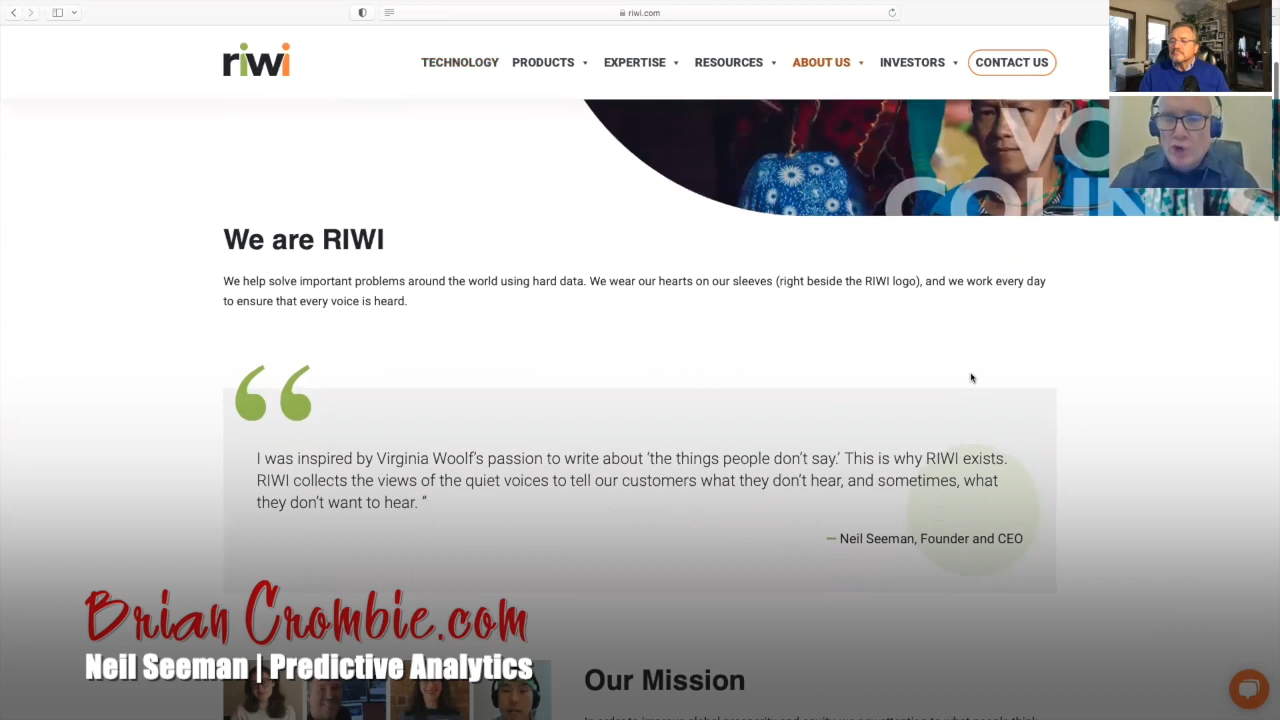 riwi.com
riwi
TECHNOLOGY PRODUCTS EXPERTISE RESOURCES ABOUT US INVESTORS CONTACT US
We are RIWI
We help solve important problems around the world using hard data. We wear our hearts on our sleeves (right beside the RIWI logo), and we work every day
to ensure that every voice is heard.
“
I was inspired by Virginia Woolf’s passion to write about ‘the things people don’t say.’ This is why RIWI exists.
RIWI collects the views of the quiet voices to tell our customers what they don’t hear, and sometimes, what
they don’t want to hear. ”
— Neil Seeman, Founder and CEO
Brian Crombie.com
Neil Seeman | Predictive Analytics
Our Mission